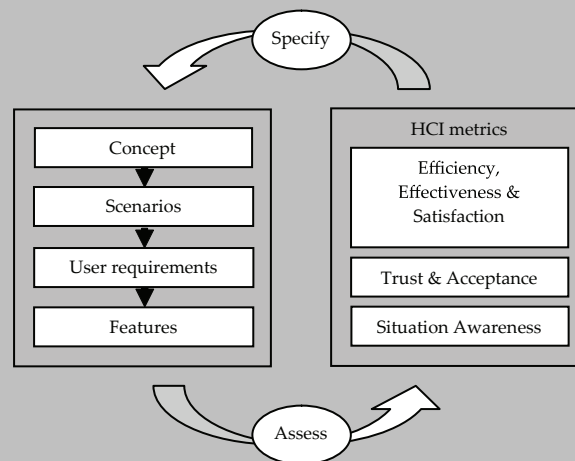 Specify
Concept
Scenarios
User requirements
Features
HCI metrics
Efficiency,
Effectiveness &
Satisfaction
Trust & Acceptance
Situation Awareness
Assess